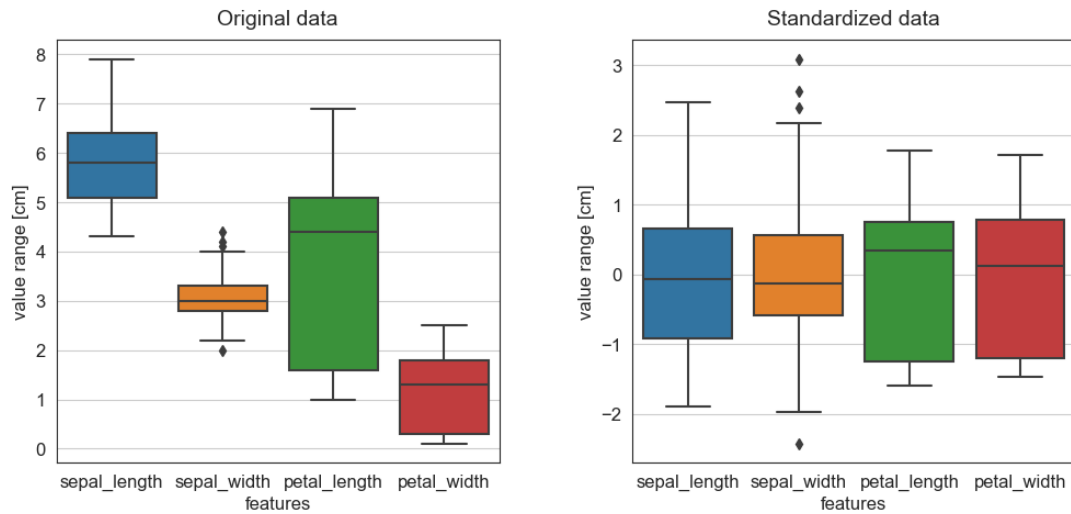 Original data
8
7
6
5
4
3
2
1
0
value range [cm]
sepal_length sepal_width petal_length petal_width
features
Standardized data
3
2
1
0
−1
−2
value range [cm]
sepal_length sepal_width petal_length petal_width
features